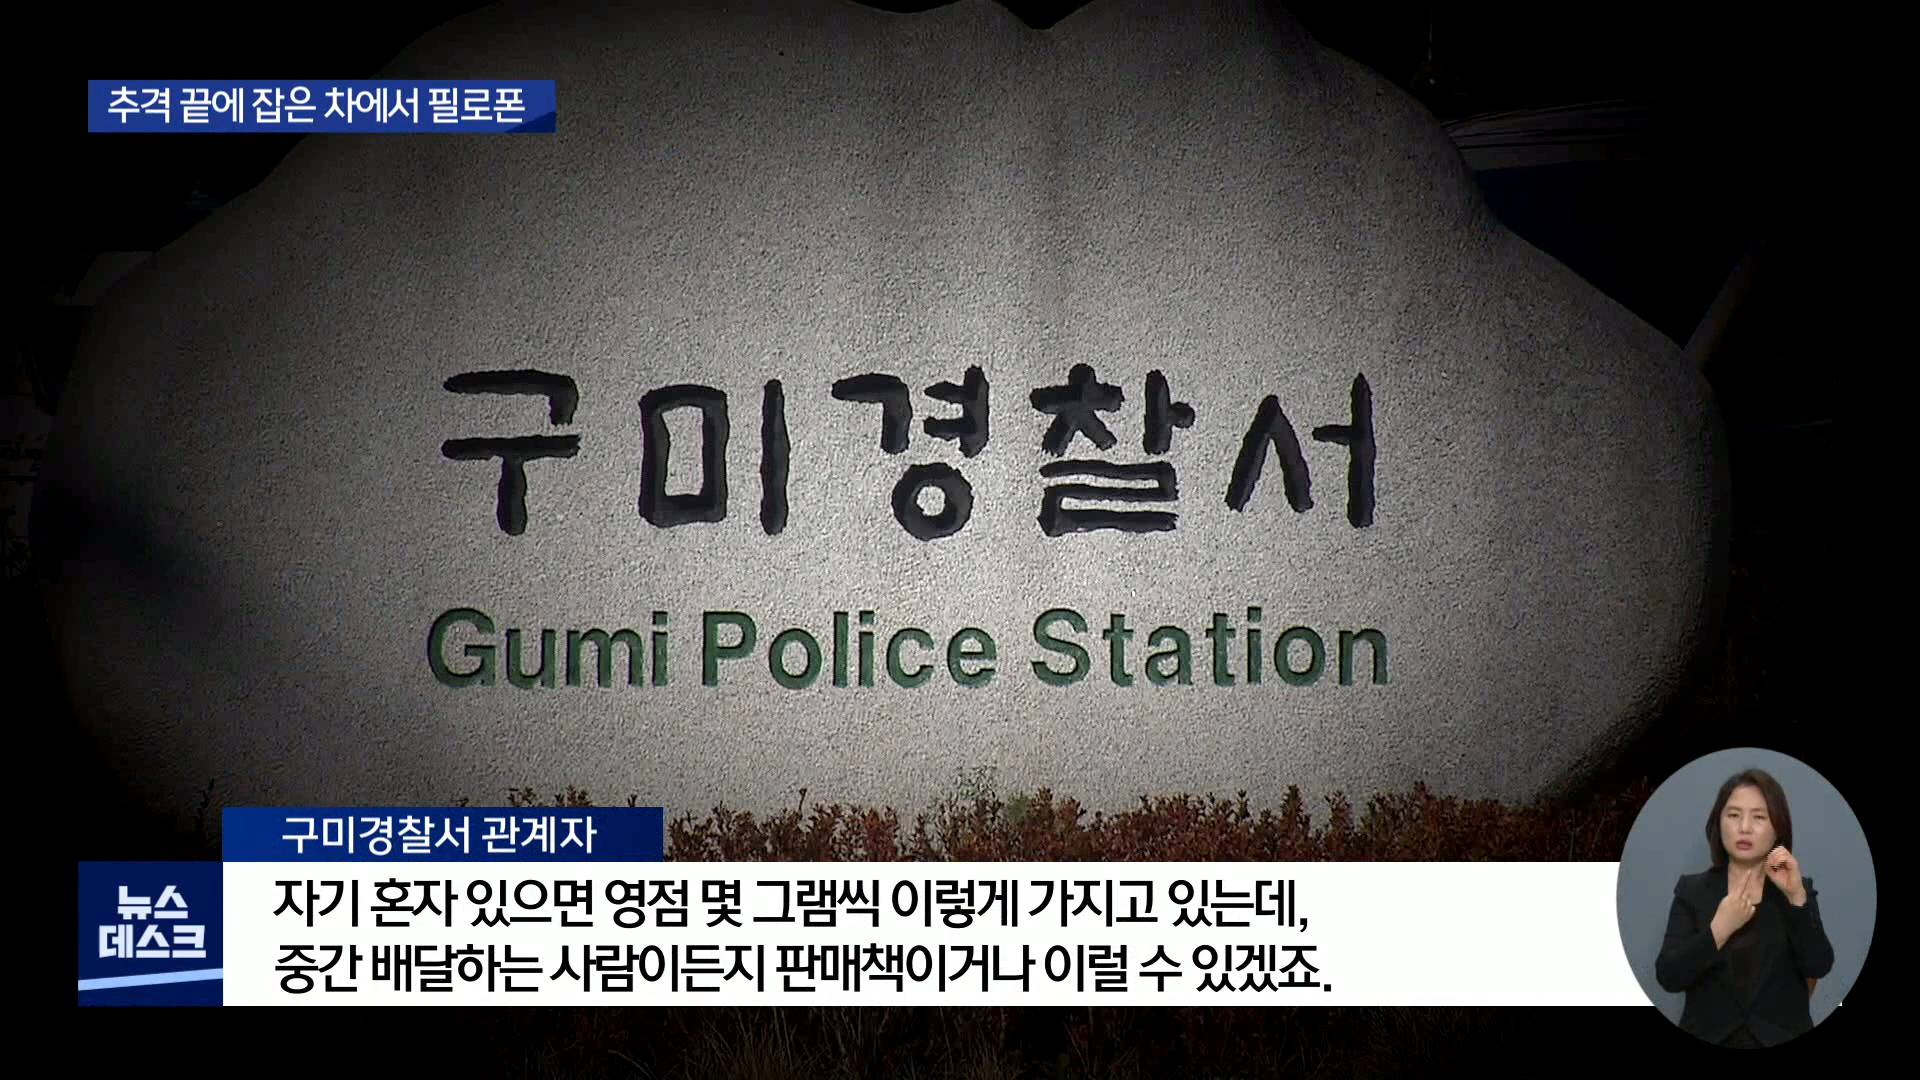 추격 끝에 잡은 차에서 필로폰
구미경찰서
Gumi Police Station
구미경찰서 관계자
뉴스
데스크
자기 혼자 있으면 영점 몇 그램씩 이렇게 가지고 있는데,
중간 배달하는 사람이든지 판매책이거나 이럴 수 있겠죠.